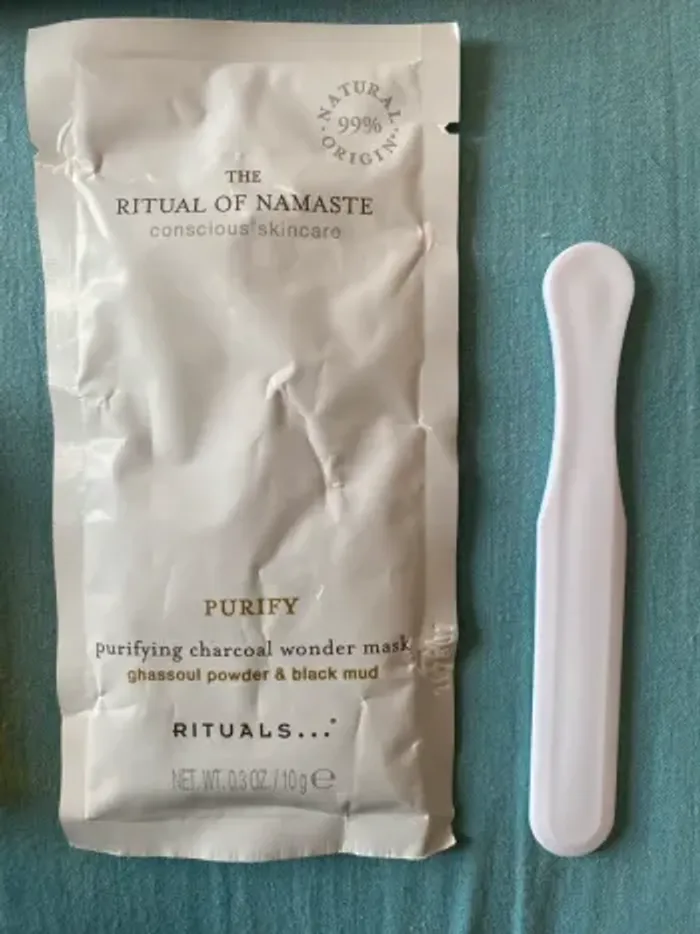 NATURAL
99%
ORIGIN
THE
RITUAL OF NAMASTE
conscious skincare
PURIFY
purifying charcoal wonder mask
ghassoul powder & black mud
RITUALS...
NET. WT. 0.3 OZ / 10 g ℮